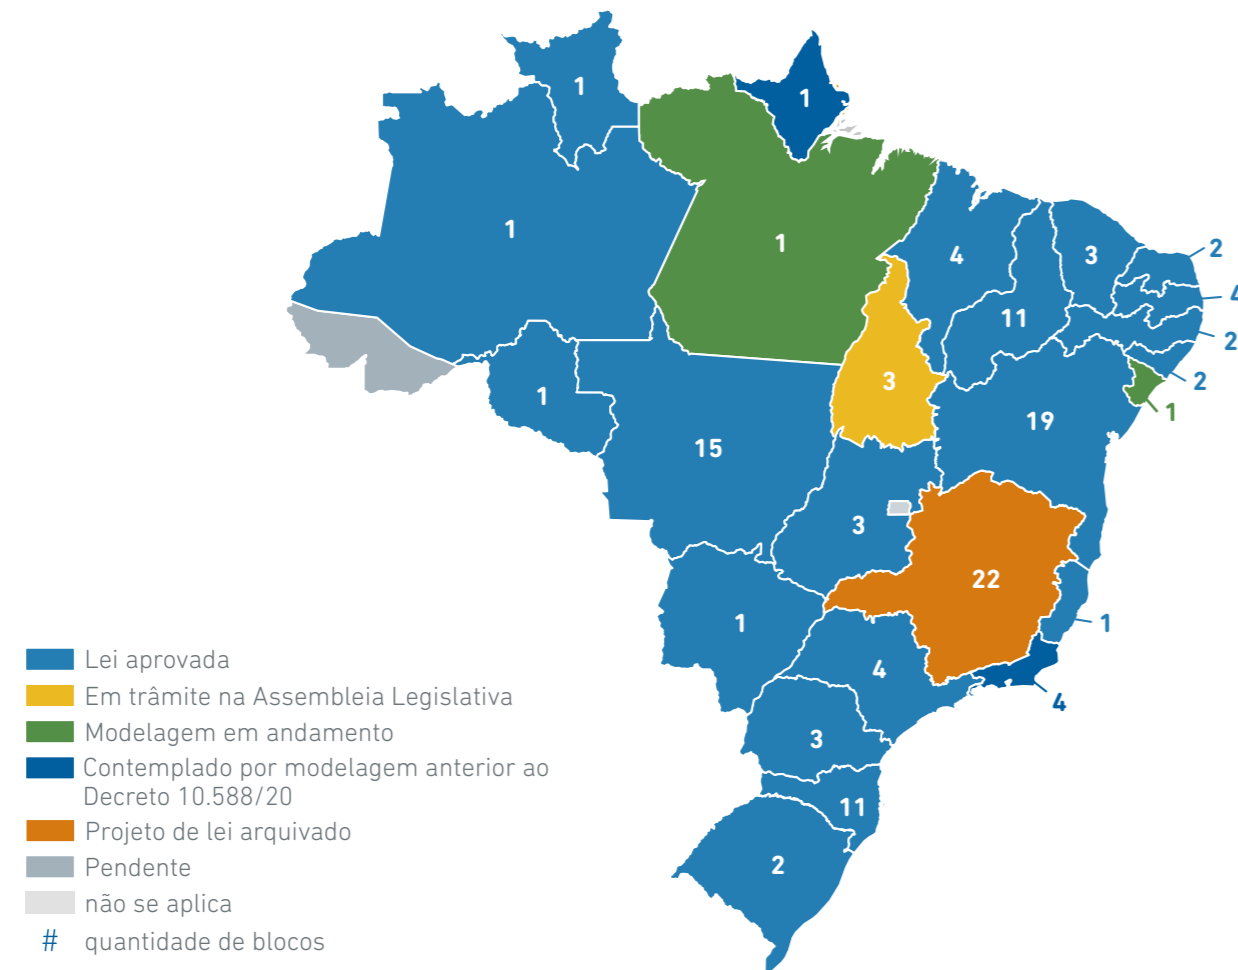 1
1
1
1
4
3
2
4
11
2
3
2
1
1
19
15
3
22
1
1
4
4
3
11
2
Lei aprovada
Em trâmite na Assembleia Legislativa
Modelagem em andamento
Contemplado por modelagem anterior ao
Decreto 10.588/20
Projeto de lei arquivado
Pendente
não se aplica
# quantidade de blocos